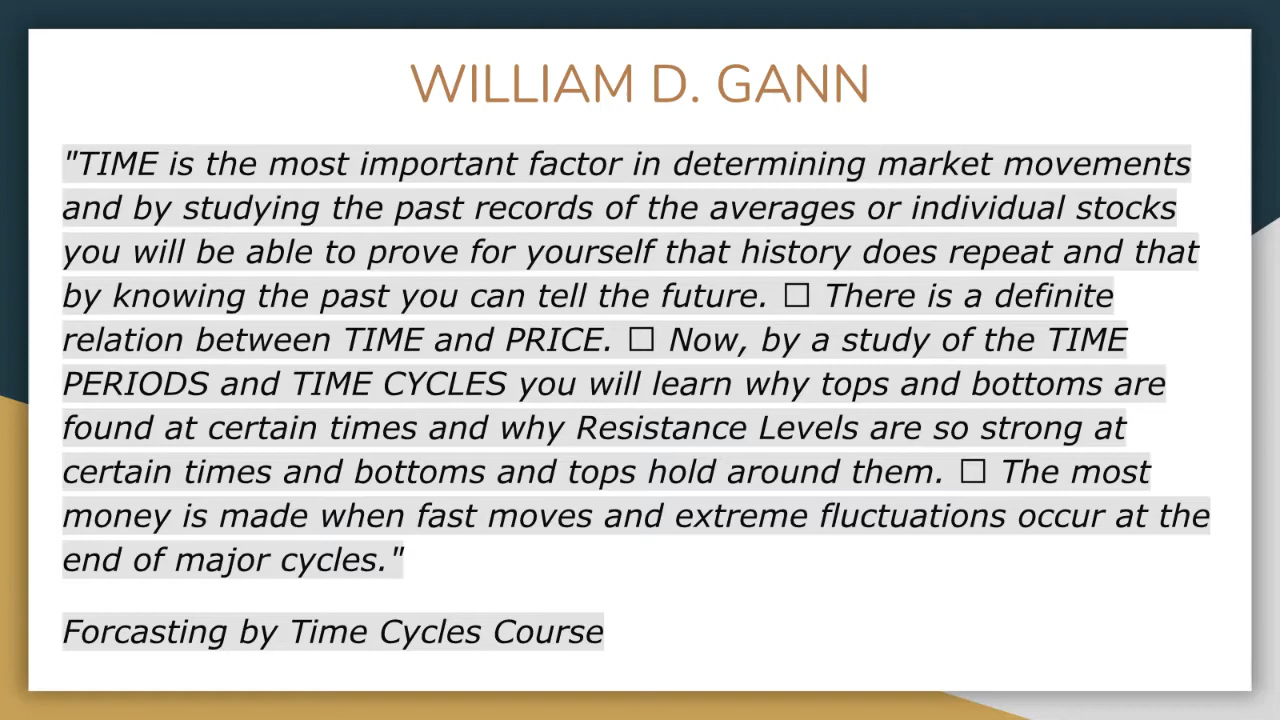 WILLIAM D. GANN
"TIME is the most important factor in determining market movements
and by studying the past records of the averages or individual stocks
you will be able to prove for yourself that history does repeat and that
by knowing the past you can tell the future. ☐ There is a definite
relation between TIME and PRICE. ☐ Now, by a study of the TIME
PERIODS and TIME CYCLES you will learn why tops and bottoms are
found at certain times and why Resistance Levels are so strong at
certain times and bottoms and tops hold around them. ☐ The most
money is made when fast moves and extreme fluctuations occur at the
end of major cycles."
Forcasting by Time Cycles Course